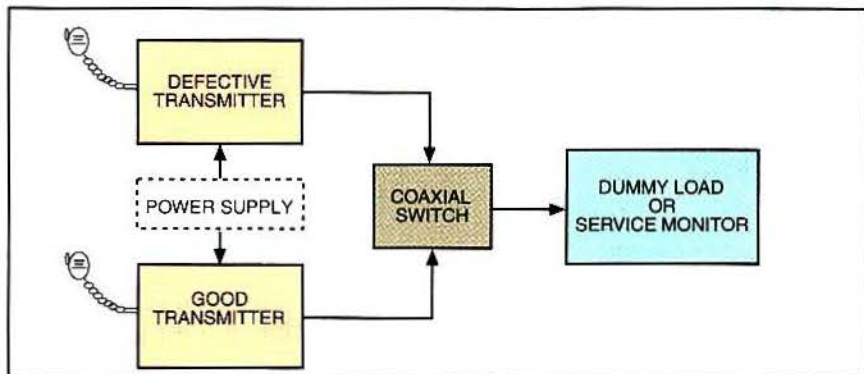 DEFECTIVE
TRANSMITTER
POWER SUPPLY
GOOD
TRANSMITTER
COAXIAL
SWITCH
DUMMY LOAD
OR
SERVICE MONITOR